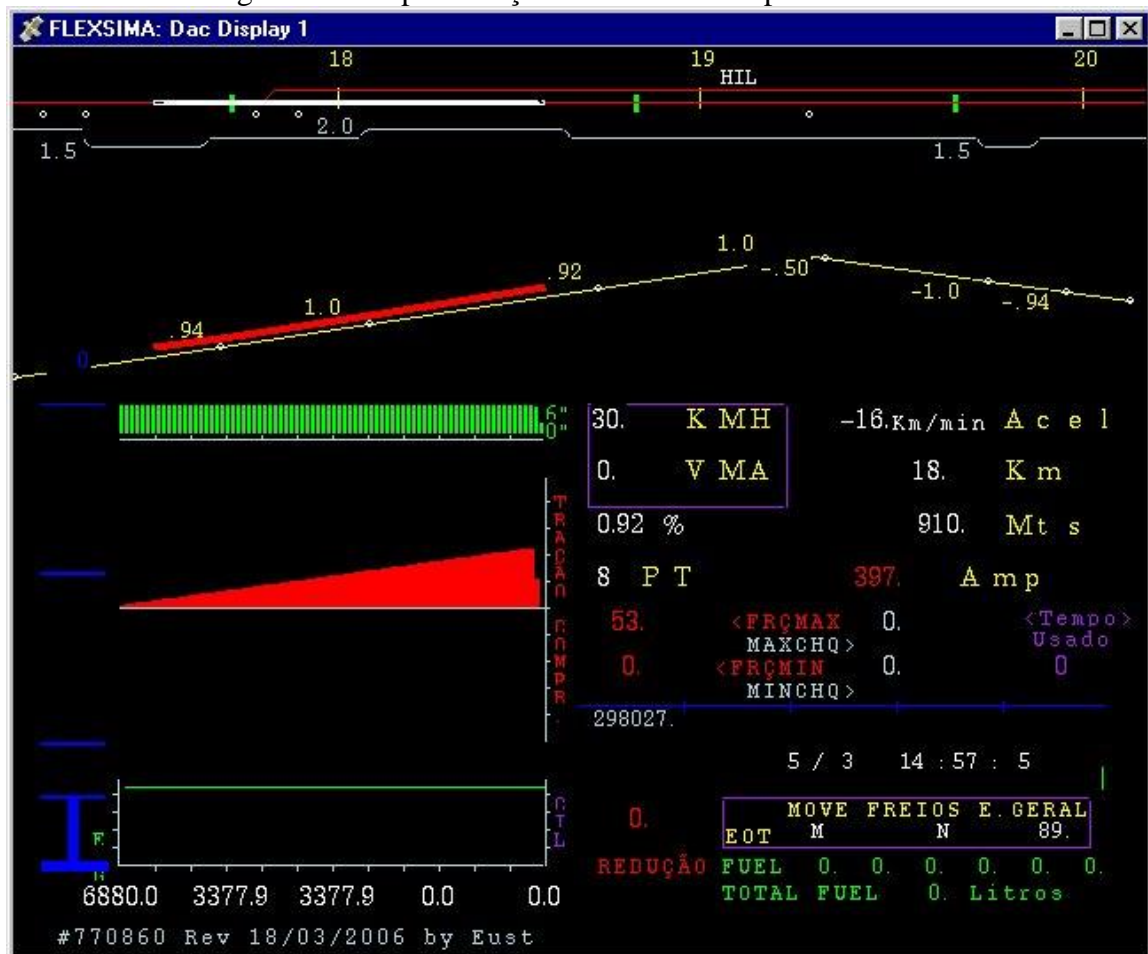 FLEXSIMA: Dac Display 1
18 19 20
HIL
2.0
1.5 1.5
1.0
.92 -.50
1.0 -1.0 -.94
.94
0
6"
0"
30. KMH -16.Km/min Acel
0. VMA 18. Km
0.92 % 910. Mts
8 PT 397. Amp
TRAÇÃO COMPR.
53. <FRÇMAX 0. <Tempo>
MAXCHQ> Usado
0. <FRÇMIN 0. 0
MINCHQ>
298027.
5 / 3 14 :57 : 5
CTL
0. MOVE FREIOS E.GERAL
EOT M N 89.
REDUÇÃO FUEL 0. 0. 0. 0. 0. 0.
TOTAL FUEL 0. Litros
6880.0 3377.9 3377.9 0.0 0.0
#770860 Rev 18/03/2006 by Eust